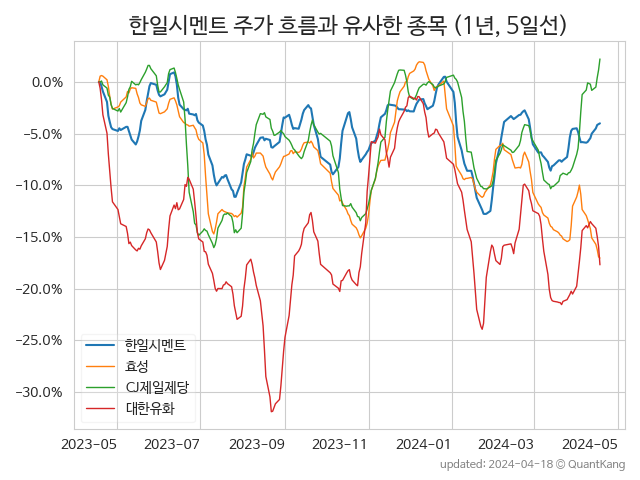 한일시멘트 주가 흐름과 유사한 종목 (1년, 5일선)
0.0%
−5.0%
−10.0%
−15.0%
−20.0%
−25.0%
−30.0%
한일시멘트
효성
CJ제일제당
대한유화
2023-05 2023-07 2023-09 2023-11 2024-01 2024-03 2024-05
updated: 2024-04-18 ⓒ QuantKang